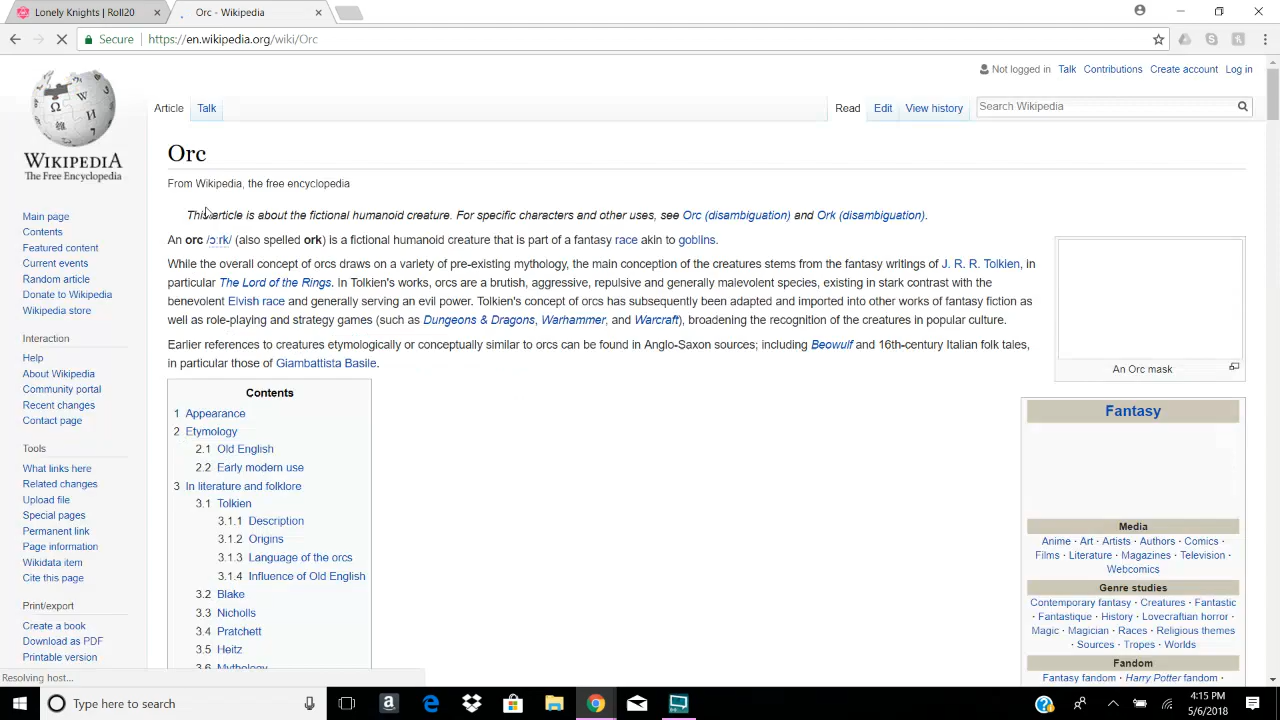 Lonely Knights | Roll20
Orc - Wikipedia
Secure
https://en.wikipedia.org/wiki/Orc
Not logged in Talk Contributions Create account Log in
Article Talk
Read Edit View history
Search Wikipedia
WIKIPEDIA
The Free Encyclopedia
Main page
Contents
Featured content
Current events
Random article
Donate to Wikipedia
Wikipedia store
Interaction
Help
About Wikipedia
Community portal
Recent changes
Contact page
Tools
What links here
Related changes
Upload file
Special pages
Permanent link
Page information
Wikidata item
Cite this page
Print/export
Create a book
Download as PDF
Printable version
Orc
From Wikipedia, the free encyclopedia
This article is about the fictional humanoid creature. For specific characters and other uses, see Orc (disambiguation) and Ork (disambiguation).
An orc /ɔːrk/ (also spelled ork) is a fictional humanoid creature that is part of a fantasy race akin to goblins.
While the overall concept of orcs draws on a variety of pre-existing mythology, the main conception of the creatures stems from the fantasy writings of J. R. R. Tolkien, in
particular The Lord of the Rings. In Tolkien's works, orcs are a brutish, aggressive, repulsive and generally malevolent species, existing in stark contrast with the
benevolent Elvish race and generally serving an evil power. Tolkien's concept of orcs has subsequently been adapted and imported into other works of fantasy fiction as
well as role-playing and strategy games (such as Dungeons & Dragons, Warhammer, and Warcraft), broadening the recognition of the creatures in popular culture.
Earlier references to creatures etymologically or conceptually similar to orcs can be found in Anglo-Saxon sources; including Beowulf and 16th-century Italian folk tales,
in particular those of Giambattista Basile.
Contents
1 Appearance
2 Etymology
2.1 Old English
2.2 Early modern use
3 In literature and folklore
3.1 Tolkien
3.1.1 Description
3.1.2 Origins
3.1.3 Language of the orcs
3.1.4 Influence of Old English
3.2 Blake
3.3 Nicholls
3.4 Pratchett
3.5 Heitz
3.6 Mythology
An Orc mask
Fantasy
Media
Anime · Art · Artists · Authors · Comics ·
Films · Literature · Magazines · Television ·
Webcomics
Genre studies
Contemporary fantasy · Creatures · Fantastic
· Fantastique · History · Lovecraftian horror ·
Magic · Magician · Races · Religious themes
· Sources · Tropes · Worlds
Fandom
Fantasy fandom · Harry Potter fandom ·
Resolving host...
Type here to search
4:15 PM
5/6/2018